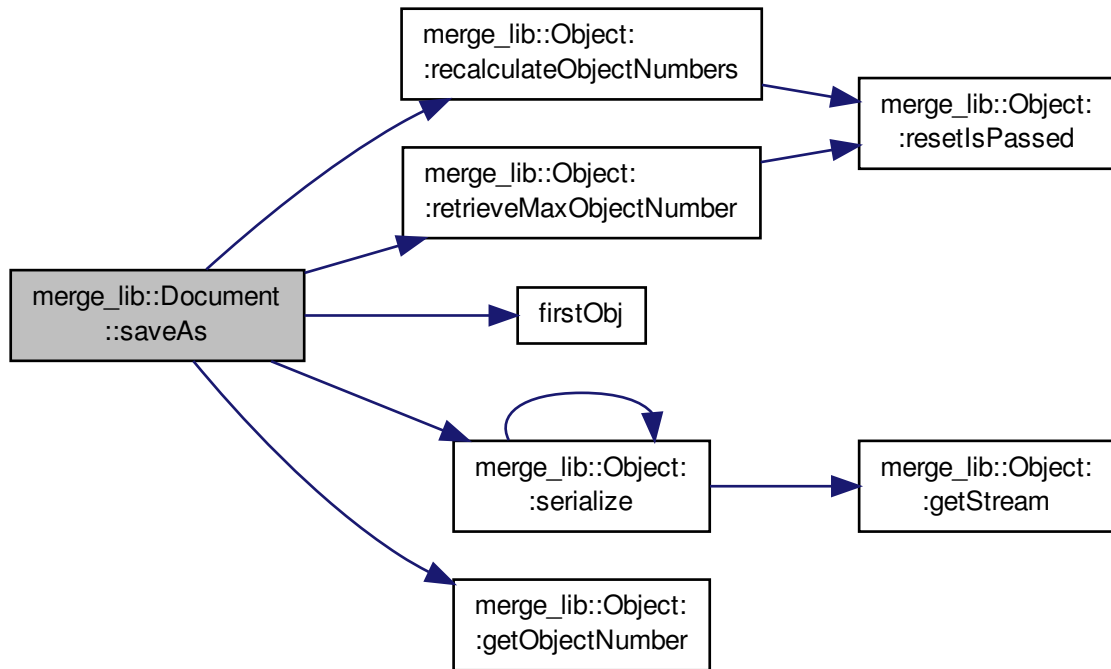 merge_lib::Object:
:recalculateObjectNumbers
merge_lib::Object:
:resetIsPassed
merge_lib::Object:
:retrieveMaxObjectNumber
merge_lib::Document
::saveAs
firstObj
merge_lib::Object:
:serialize
merge_lib::Object:
:getStream
merge_lib::Object:
:getObjectNumber